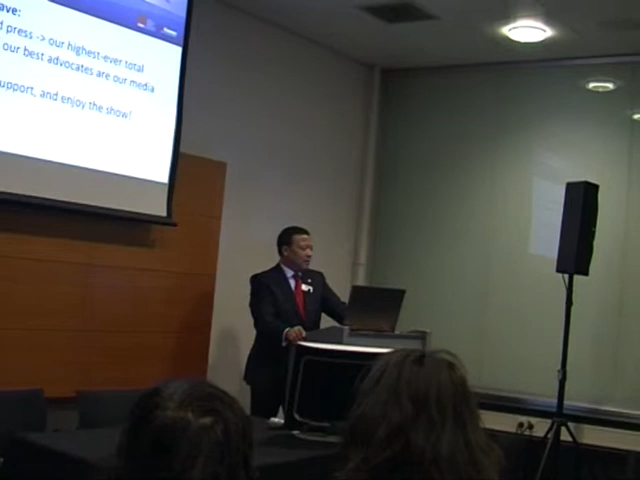 ave:
d press -> our highest-ever total
our best advocates are our media
upport, and enjoy the show!